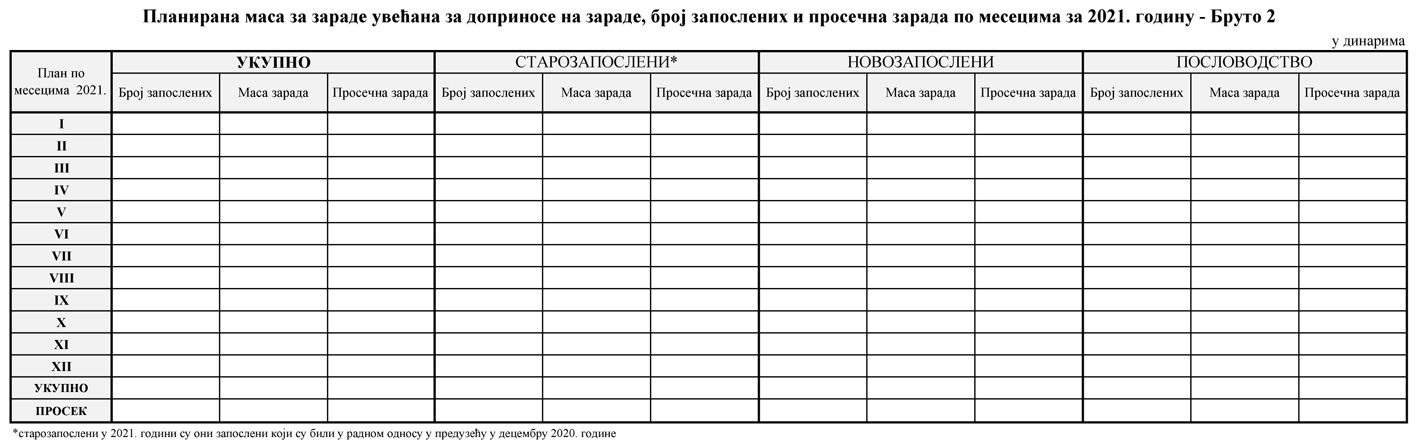 Планирана маса за зараде увећана за доприносе на зараде, број запослених и просечна зарада по месецима за 2021. годину - Бруто 2
у динарима
План по месецима 2021. УКУПНО СТАРОЗАПОСЛЕНИ* НОВОЗАПОСЛЕНИ ПОСЛОВОДСТВО
Број запослених Маса зарада Просечна зарада Број запослених Маса зарада Просечна зарада Број запослених Маса зарада Просечна зарада Број запослених Маса зарада Просечна зарада
I
II
III
IV
V
VI
VII
VIII
IX
X
XI
XII
УКУПНО
ПРОСЕК
*старозапослени у 2021. години су они запослени који су били у радном односу у предузећу у децембру 2020. године